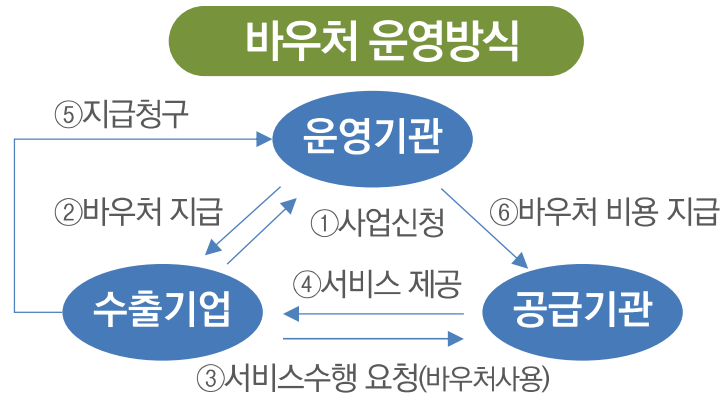 바우처 운영방식
⑤지급청구
운영기관
②바우처 지급
①사업신청
⑥바우처 비용 지급
④서비스 제공
수출기업
공급기관
③서비스수행 요청(바우처사용)